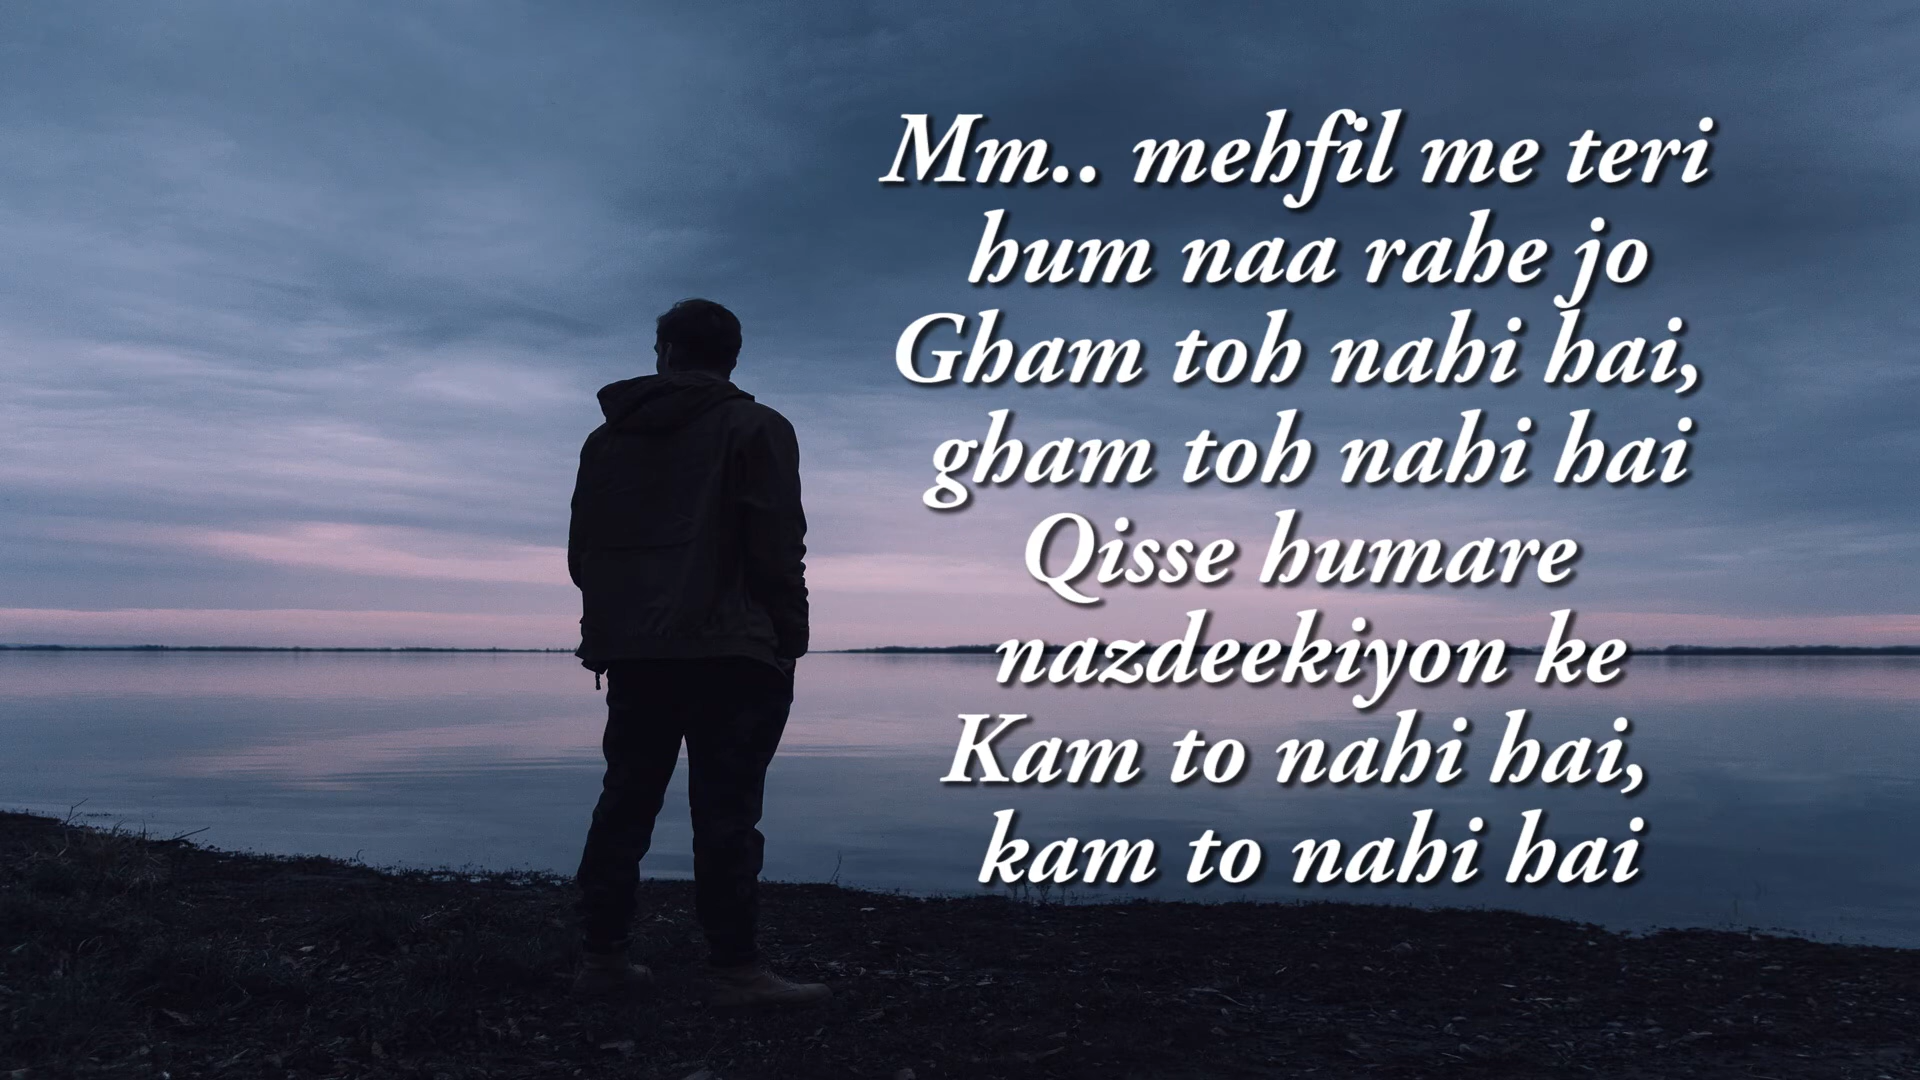 Mm.. mehfil me teri
hum naa rahe jo
Gham toh nahi hai,
gham toh nahi hai
Qisse humare
nazdeekiyon ke
Kam to nahi hai,
kam to nahi hai